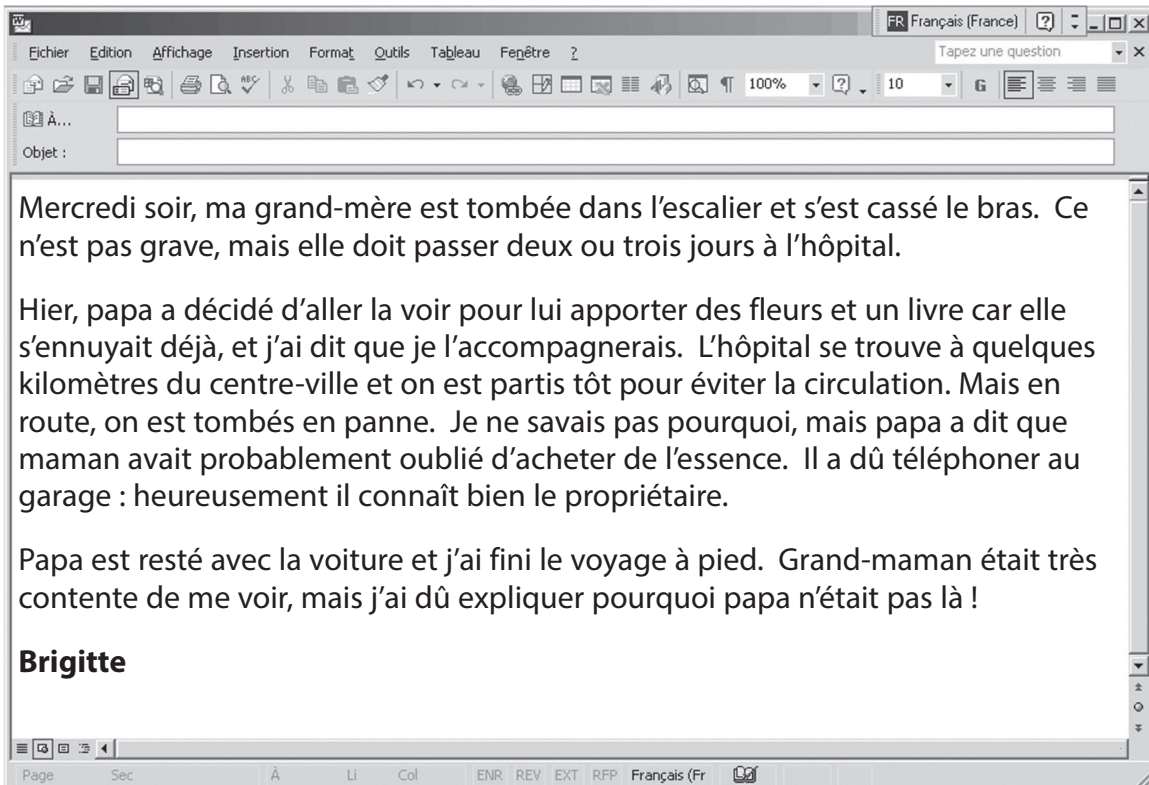 FR Français (France)
Fichier Edition Affichage Insertion Format Outils Tableau Fenêtre ?
Tapez une question
100%
10
G
À...
Objet :
Mercredi soir, ma grand-mère est tombée dans l’escalier et s’est cassé le bras. Ce
n’est pas grave, mais elle doit passer deux ou trois jours à l’hôpital.
Hier, papa a décidé d’aller la voir pour lui apporter des fleurs et un livre car elle
s’ennuyait déjà, et j’ai dit que je l’accompagnerais. L’hôpital se trouve à quelques
kilomètres du centre-ville et on est partis tôt pour éviter la circulation. Mais en
route, on est tombés en panne. Je ne savais pas pourquoi, mais papa a dit que
maman avait probablement oublié d’acheter de l’essence. Il a dû téléphoner au
garage : heureusement il connaît bien le propriétaire.
Papa est resté avec la voiture et j’ai fini le voyage à pied. Grand-maman était très
contente de me voir, mais j’ai dû expliquer pourquoi papa n’était pas là !
Brigitte
Page Sec À Li Col ENR REV EXT RFP Français (Fr